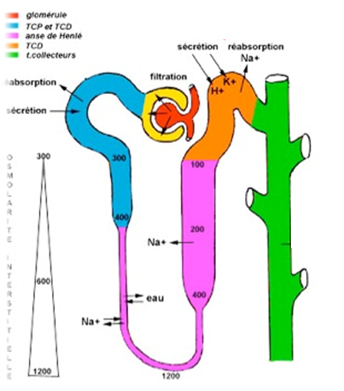 glomérule
TCP et TCD
anse de Henlé
TCD
t.collecteurs
sécrétion
réabsorption
Na+
K+
H+
filtration
absorption
sécrétion
300
300
100
400
200
Na+
400
600
eau
Na+
1200
1200
OSMOLARITE INTERSTITIELLE